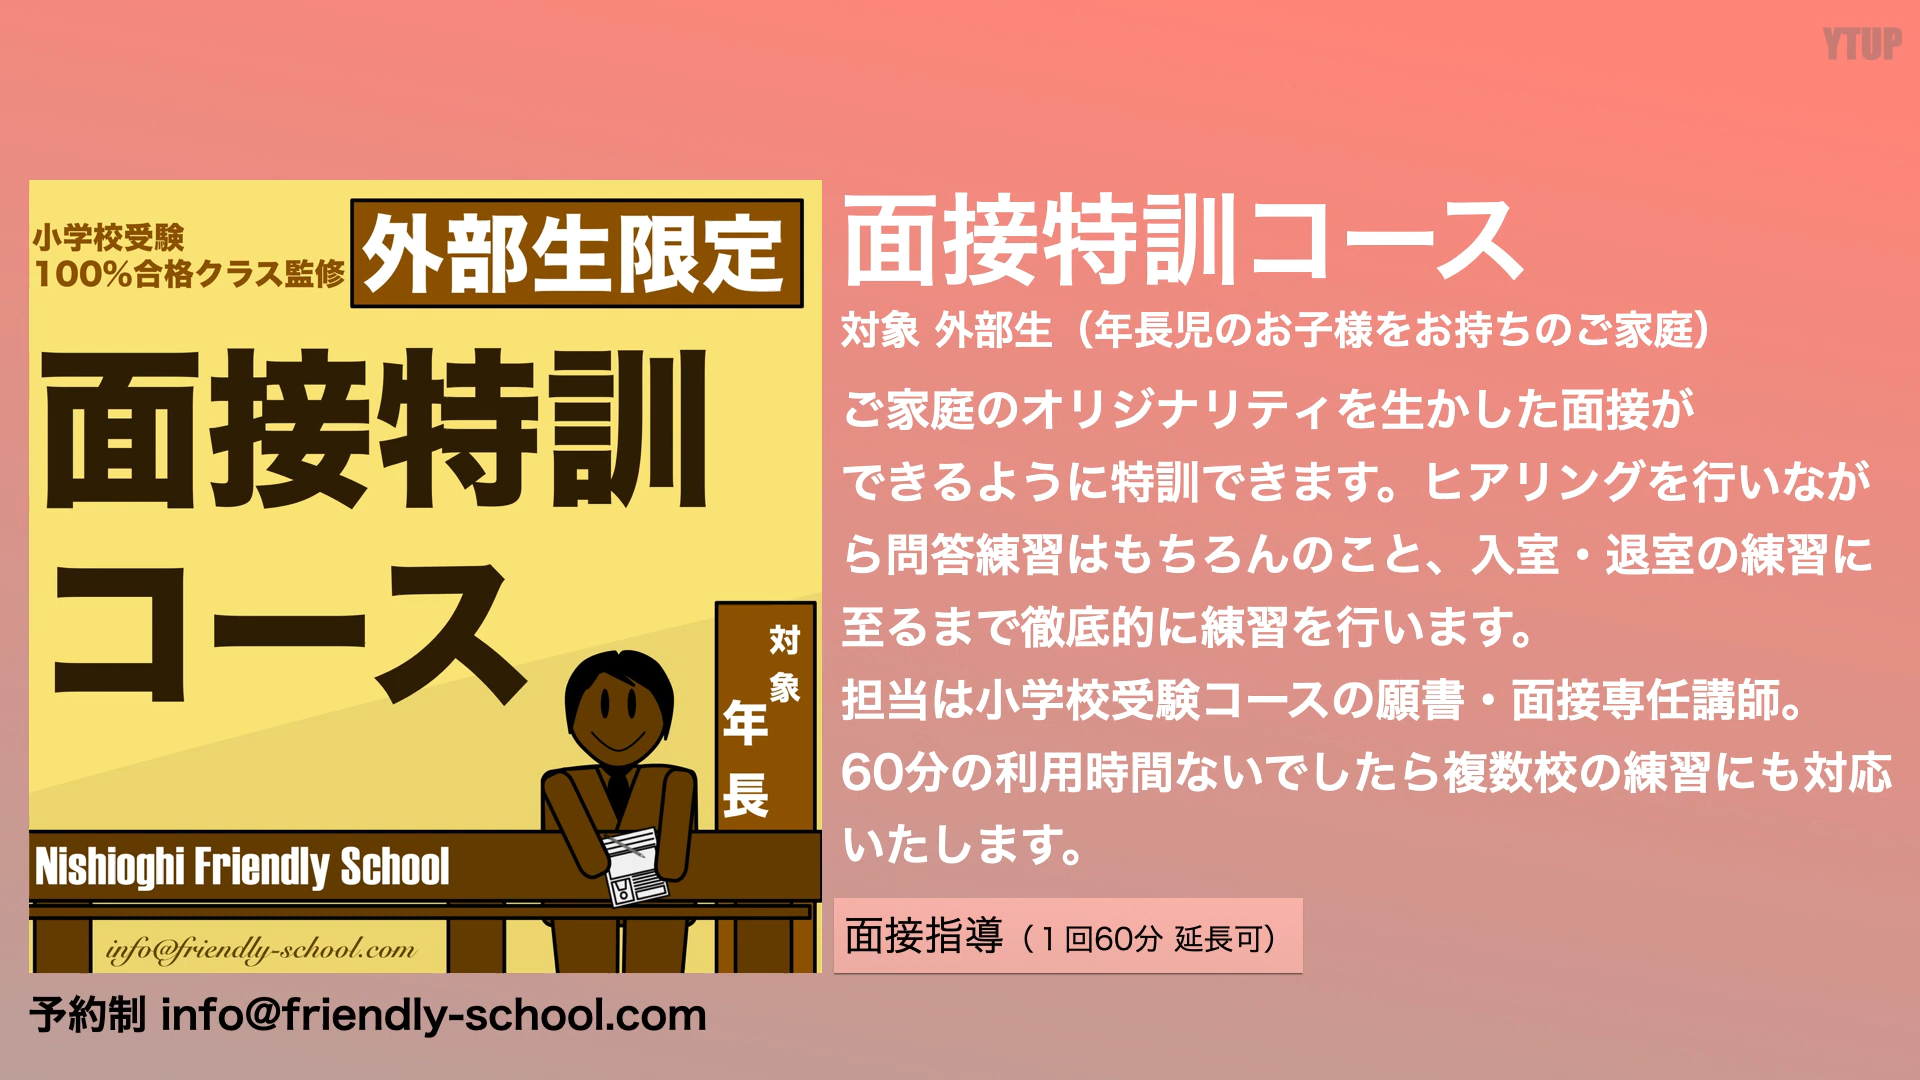 YTUP
小学校受験
100%合格クラス監修
外部生限定
面接特訓
コース
対象
年長
Nishioghi Friendly School
info@friendly-school.com
予約制 info@friendly-school.com
面接特訓コース
対象 外部生（年長児のお子様をお持ちのご家庭）
ご家庭のオリジナリティを生かした面接が
できるように特訓できます。ヒアリングを行いなが
ら問答練習はもちろんのこと、入室・退室の練習に
至るまで徹底的に練習を行います。
担当は小学校受験コースの願書・面接専任講師。
60分の利用時間ないでしたら複数校の練習にも対応
いたします。
面接指導（１回60分 延長可）